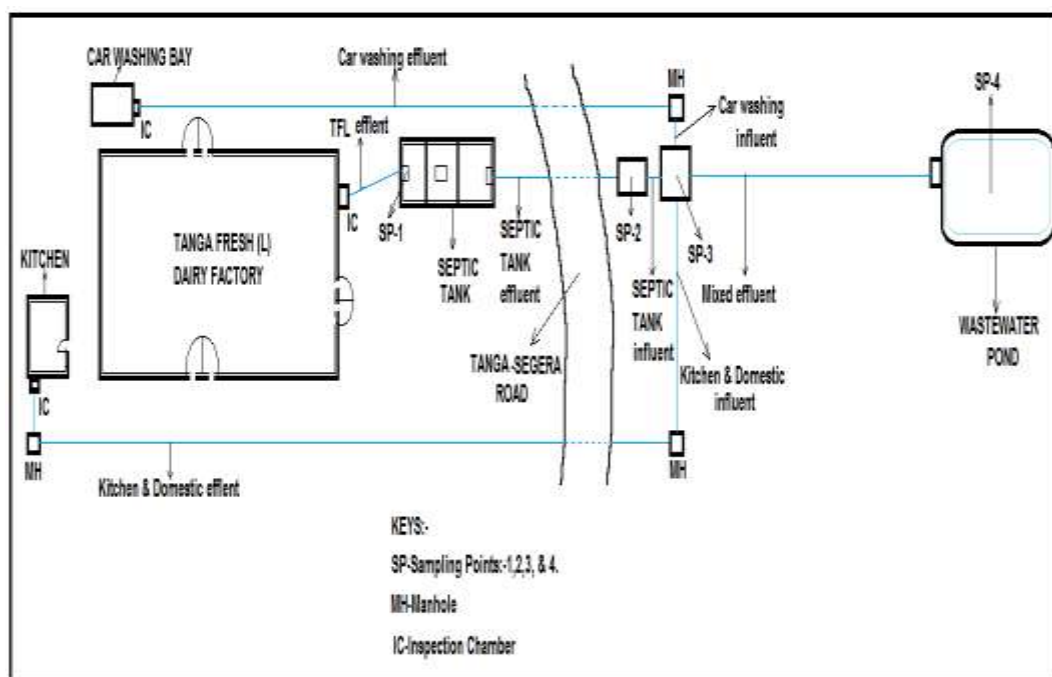 CAR WASHING BAY
Car washing effluent
MH
SP-4
IC
TFL efflent
Car washing
influent
IC
SP-1
SEPTIC
TANK
SEPTIC
TANK
effluent
SP-2
SP-3
SEPTIC
TANK
influent
Mixed effluent
TANGA FRESH (L)
DAIRY FACTORY
KITCHEN
WASTEWATER
POND
TANGA-SEGERA
ROAD
Kitchen & Domestic
influent
IC
MH
MH
Kitchen & Domestic efflent
KEYS:-
SP-Sampling Points:-1,2,3, & 4.
MH-Manhole
IC-Inspection Chamber